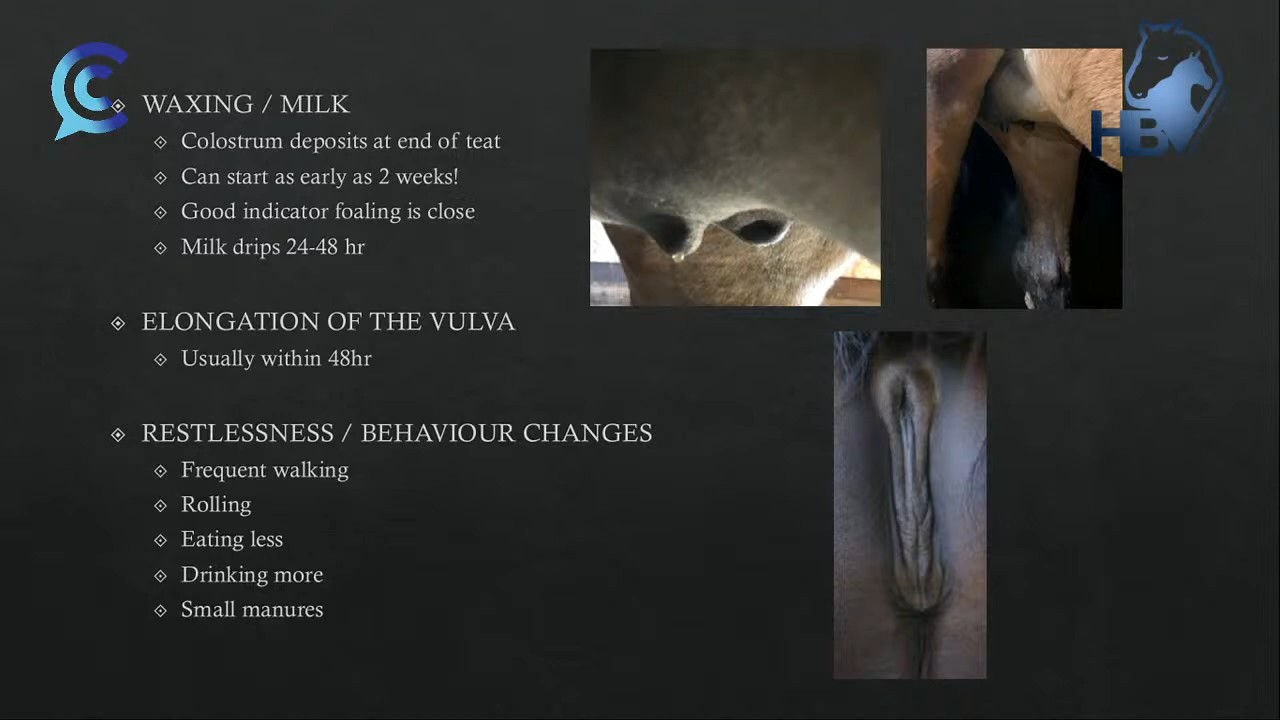 WAXING / MILK
Colostrum deposits at end of teat
Can start as early as 2 weeks!
Good indicator foaling is close
Milk drips 24-48 hr
ELONGATION OF THE VULVA
Usually within 48hr
RESTLESSNESS / BEHAVIOUR CHANGES
Frequent walking
Rolling
Eating less
Drinking more
Small manures
HBV